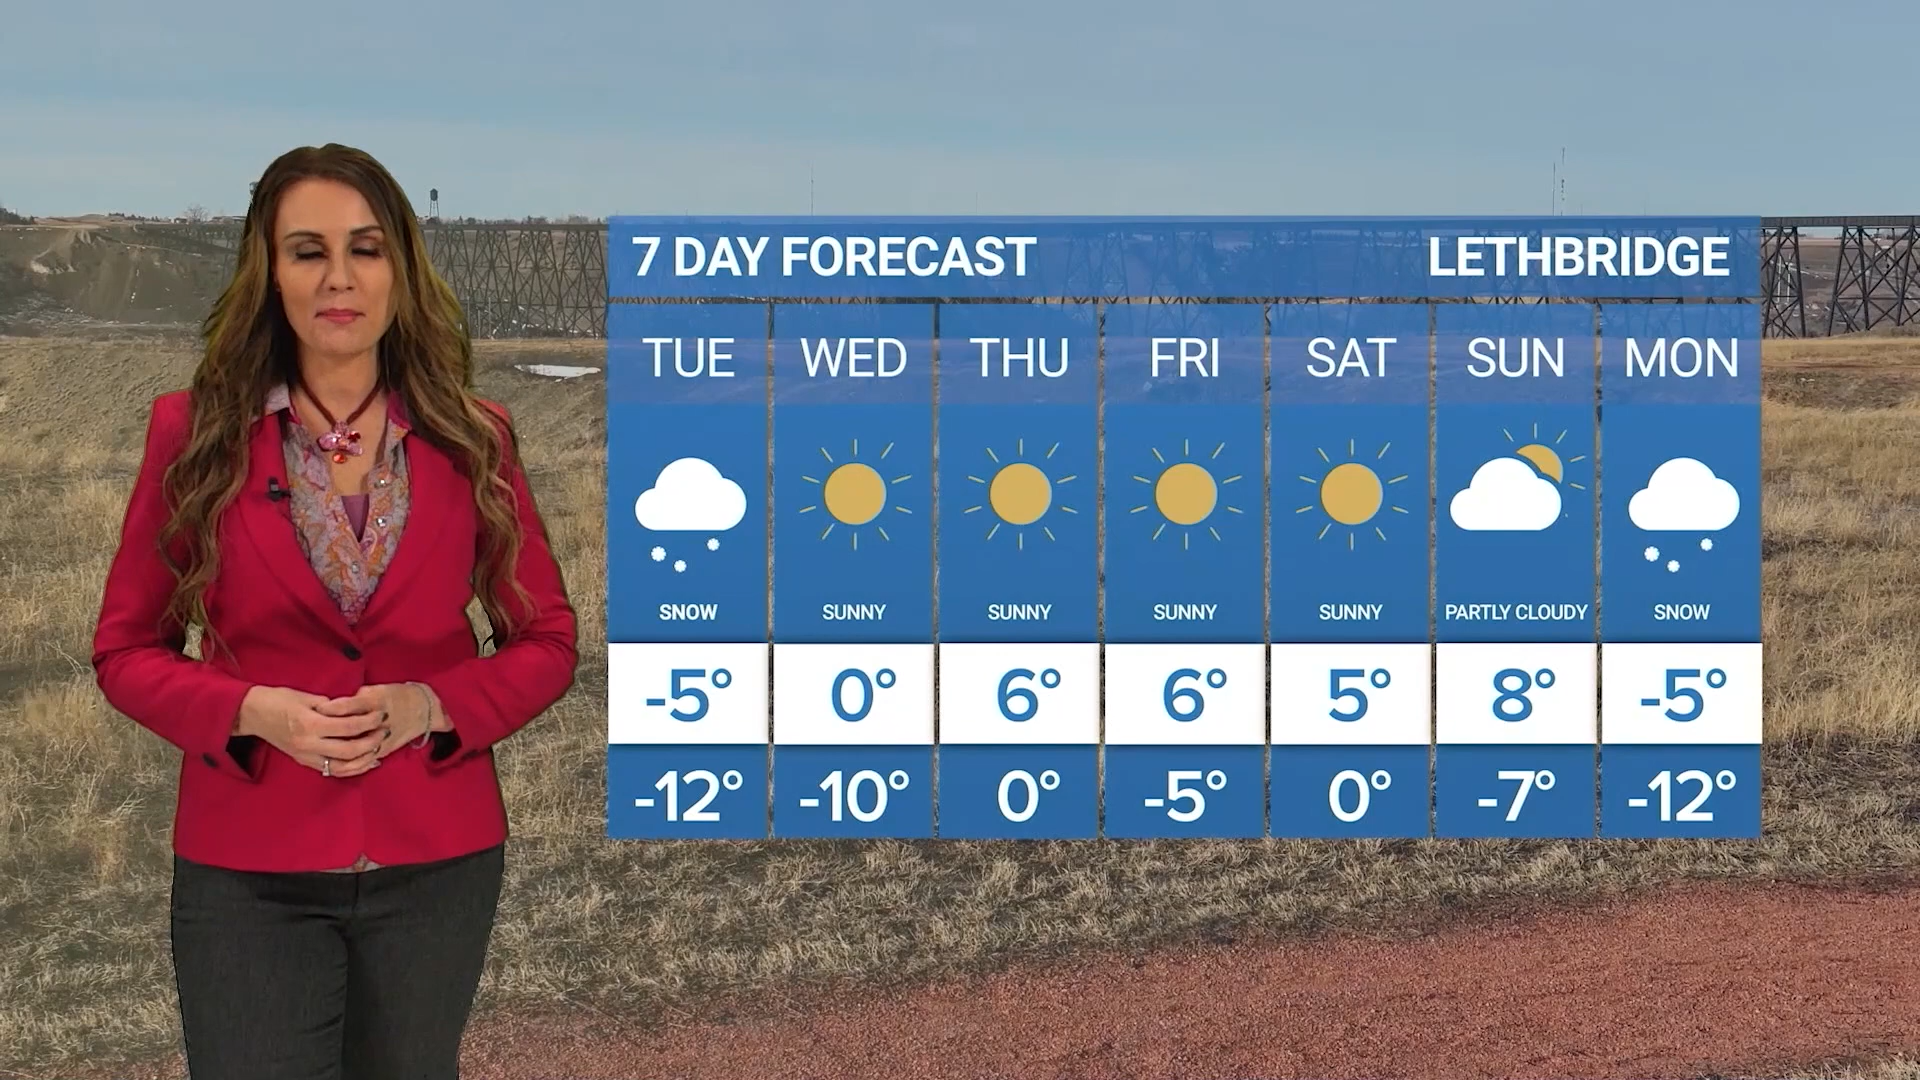 7 DAY FORECAST LETHBRIDGE
TUE WED THU FRI SAT SUN MON
SNOW SUNNY SUNNY SUNNY SUNNY PARTLY CLOUDY SNOW
-5° 0° 6° 6° 5° 8° -5°
-12° -10° 0° -5° 0° -7° -12°